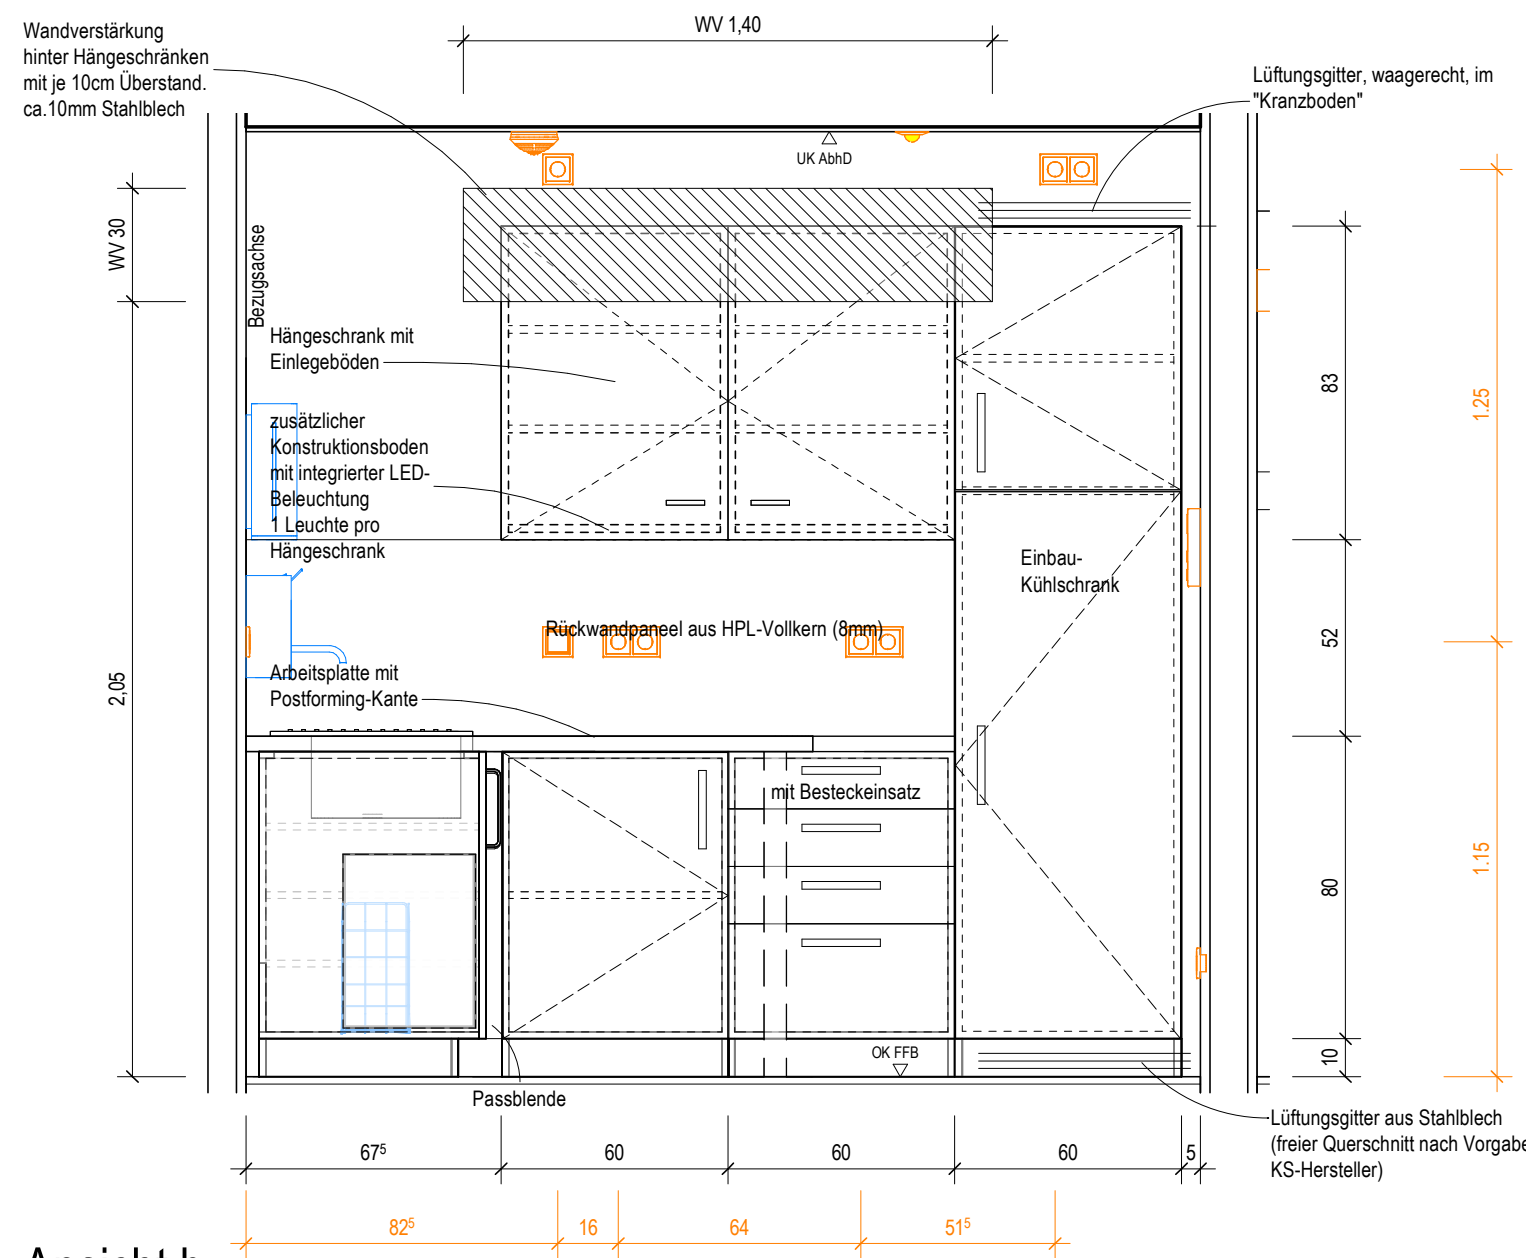 Wandverstärkung
hinter Hängeschränken
mit je 10cm Überstand.
ca.10mm Stahlblech
WV 1,40
Lüftungsgitter, waagerecht, im
"Kranzboden"
UK AbhD
WV 30
Bezugsachse
Hängeschrank mit
Einlegeböden
83
1.25
zusätzlicher
Konstruktionsboden
mit integrierter LED-
Beleuchtung
1 Leuchte pro
Hängeschrank
Einbau-
Kühlschrank
Rückwandpaneel aus HPL-Vollkern (8mm)
52
2,05
Arbeitsplatte mit
Postforming-Kante
mit Besteckeinsatz
80
1.15
OK FFB
10
Passblende
Lüftungsgitter aus Stahlblech
(freier Querschnitt nach Vorgabe
KS-Hersteller)
67⁵
60
60
60
5
82⁵
16
64
51⁵